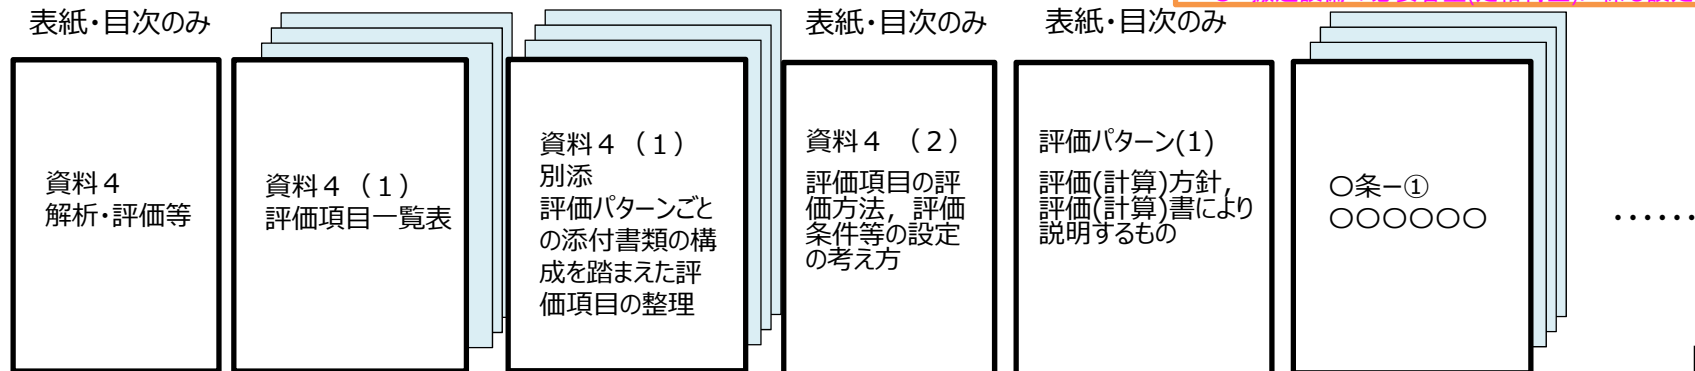 表紙・目次のみ
表紙・目次のみ
表紙・目次のみ
資料４
解析・評価等
資料４（１）
評価項目一覧表
資料４（１）
別添
評価パターンごと
の添付書類の構
成を踏まえた評
価項目の整理
資料４　（２）
評価項目の評
価方法，評価
条件等の設定
の考え方
評価パターン(1)
評価(計算)方針，
評価(計算)書により
説明するもの
〇条－①
〇〇〇〇〇〇
……